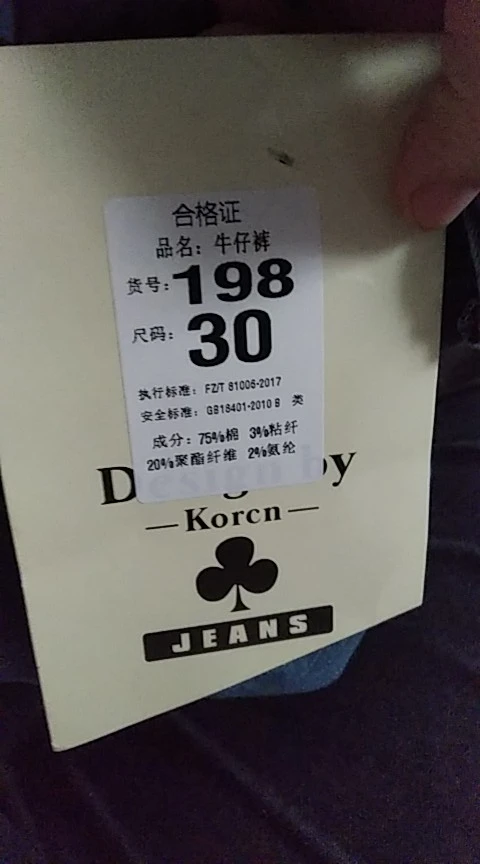 合格证
品名：牛仔裤
货号：198
尺码：30
执行标准：FZ/T 81006-2017
安全标准：GB18401-2010 B 类
成分：75%棉 3%粘纤
20%聚酯纤维 2%氨纶
Design by
—Korcn—
JEANS